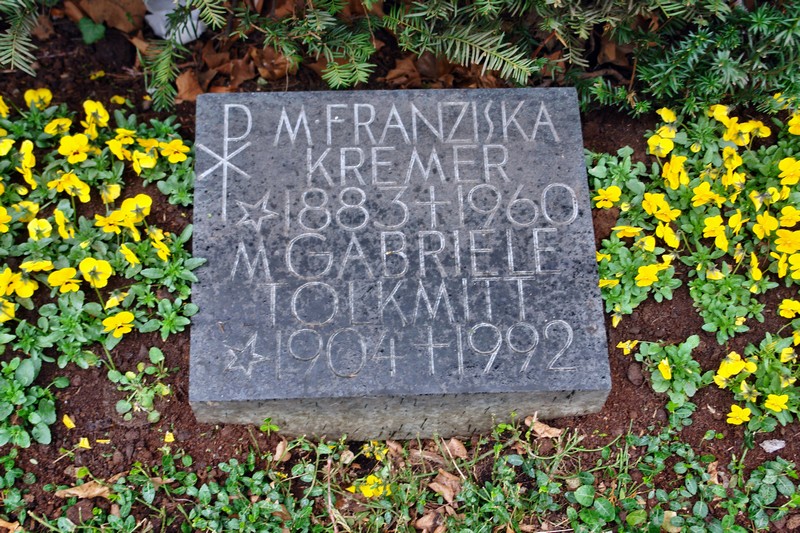 ☧ M FRANZISKA
KREMER
☆ 1883 + 1960
M GABRIELE
TOLKMITT
☆ 1904 + 1992